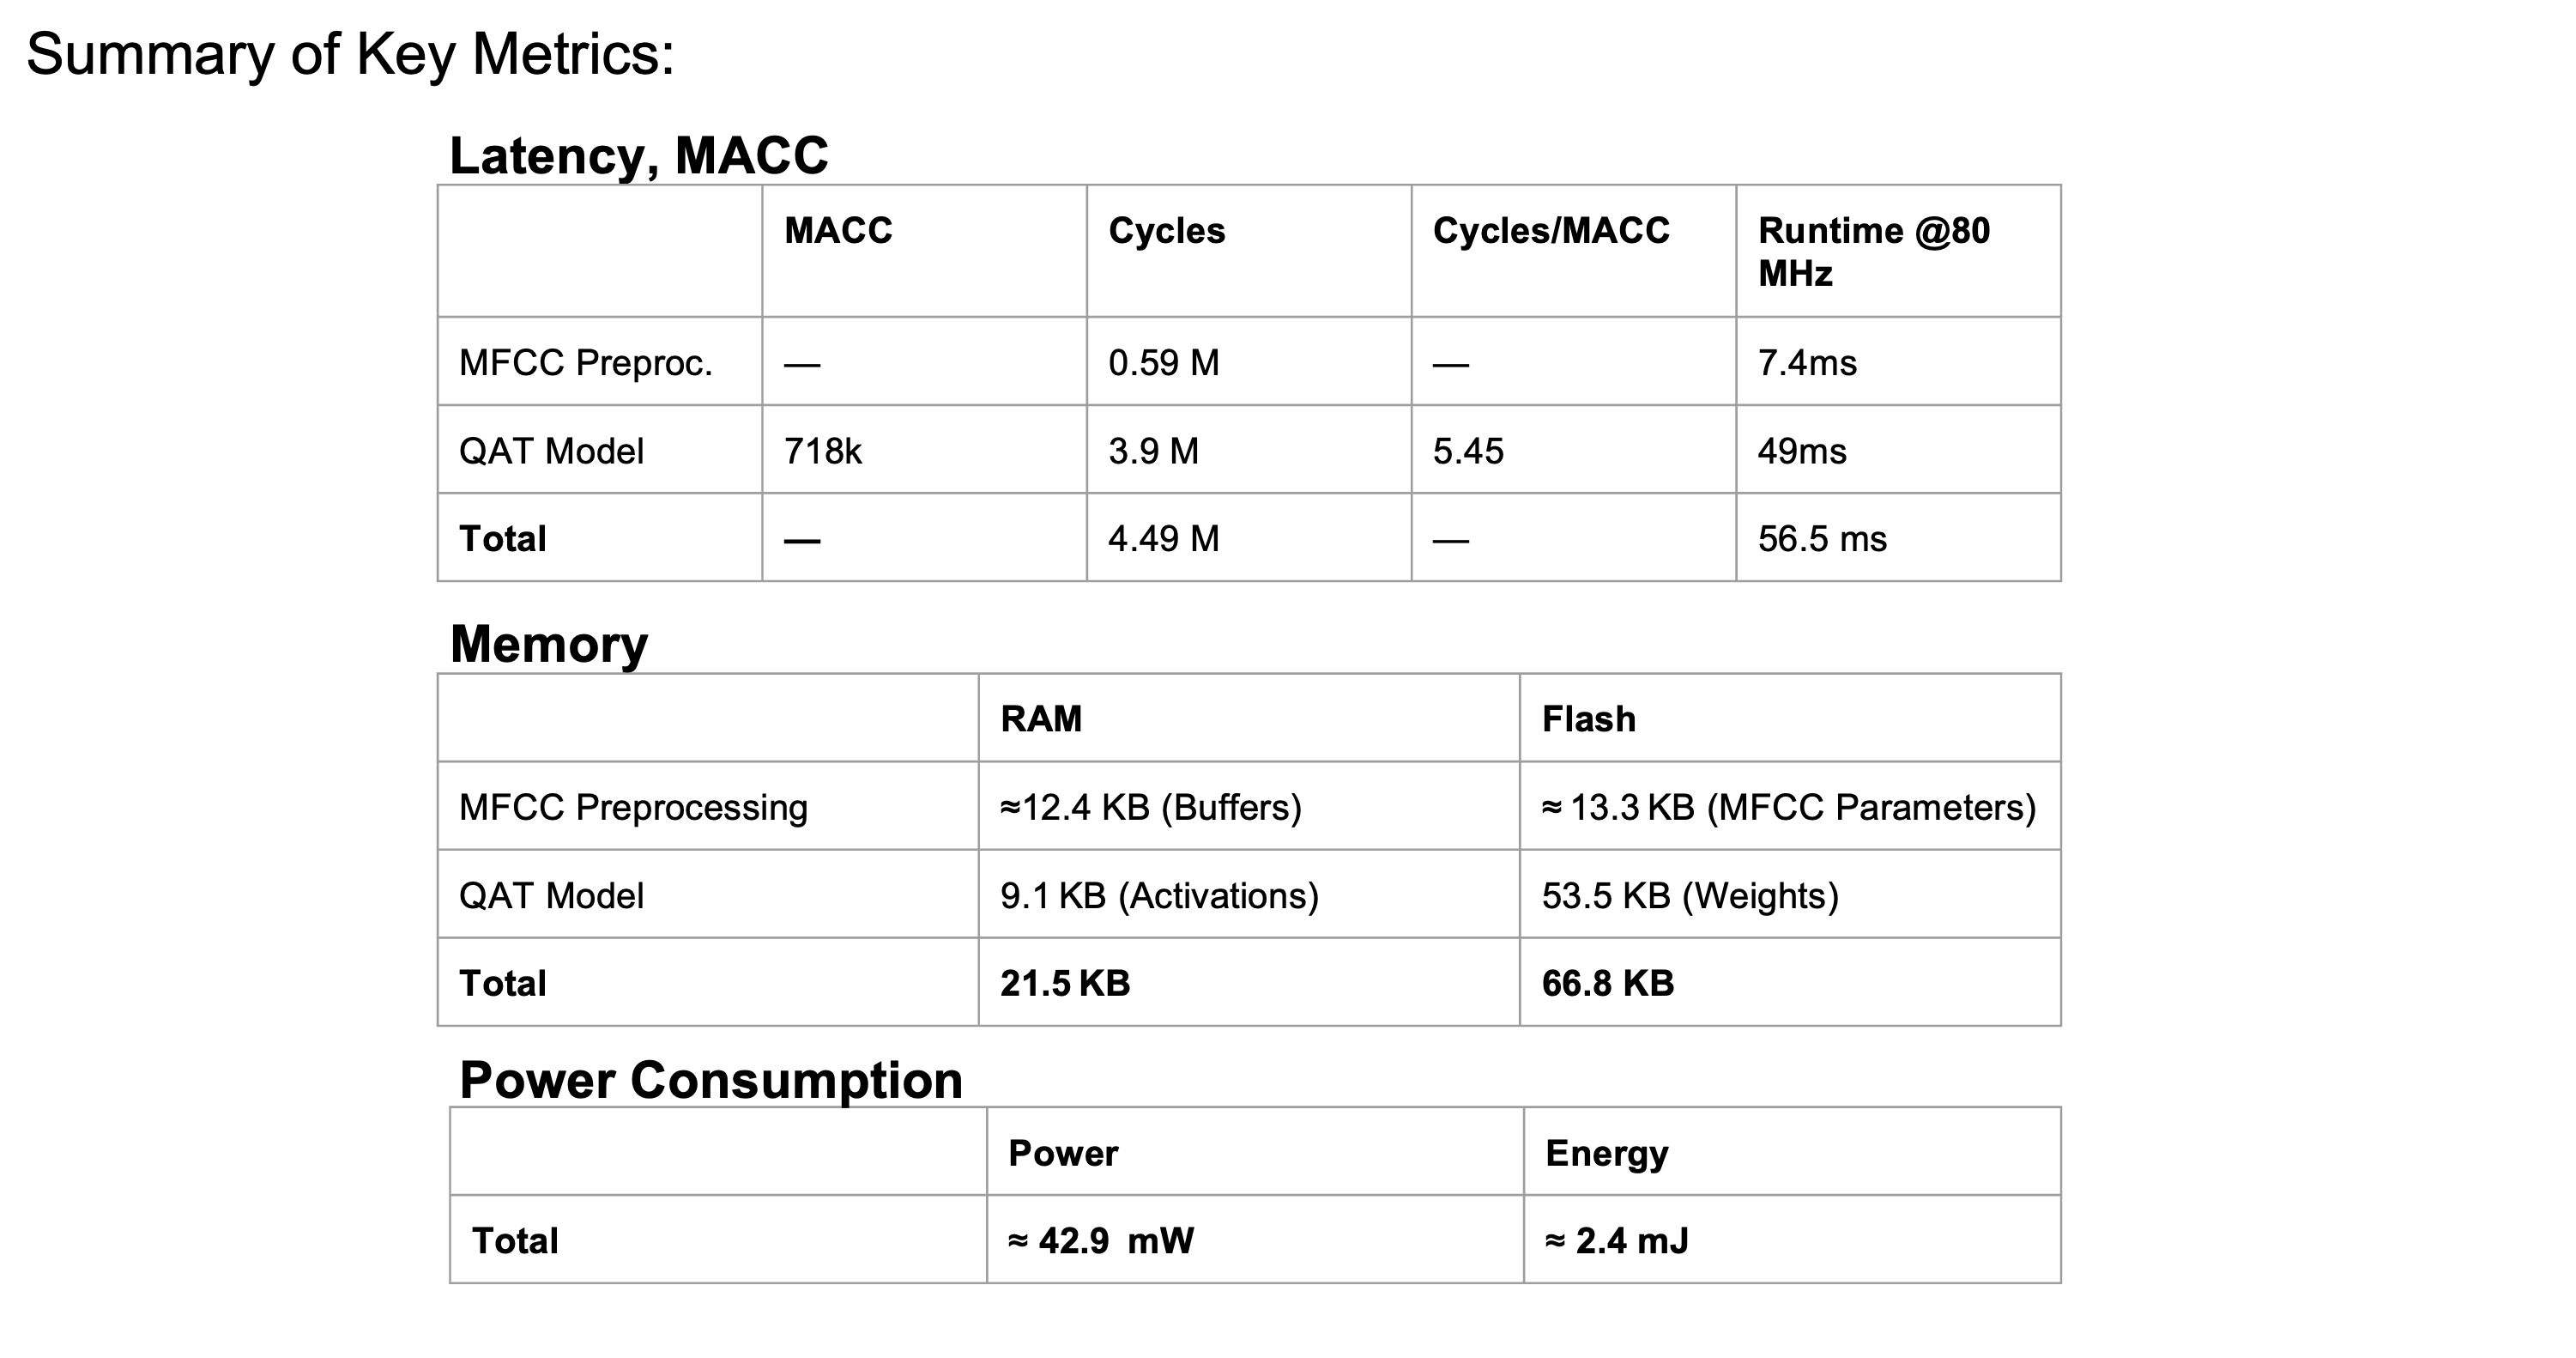 Summary of Key Metrics:
Latency, MACC
MACC Cycles Cycles/MACC Runtime @80
MHz
MFCC Preproc. — 0.59 M — 7.4ms
QAT Model 718k 3.9 M 5.45 49ms
Total — 4.49 M — 56.5 ms
Memory
RAM Flash
MFCC Preprocessing ≈12.4 KB (Buffers) ≈ 13.3 KB (MFCC Parameters)
QAT Model 9.1 KB (Activations) 53.5 KB (Weights)
Total 21.5 KB 66.8 KB
Power Consumption
Power Energy
Total ≈ 42.9 mW ≈ 2.4 mJ